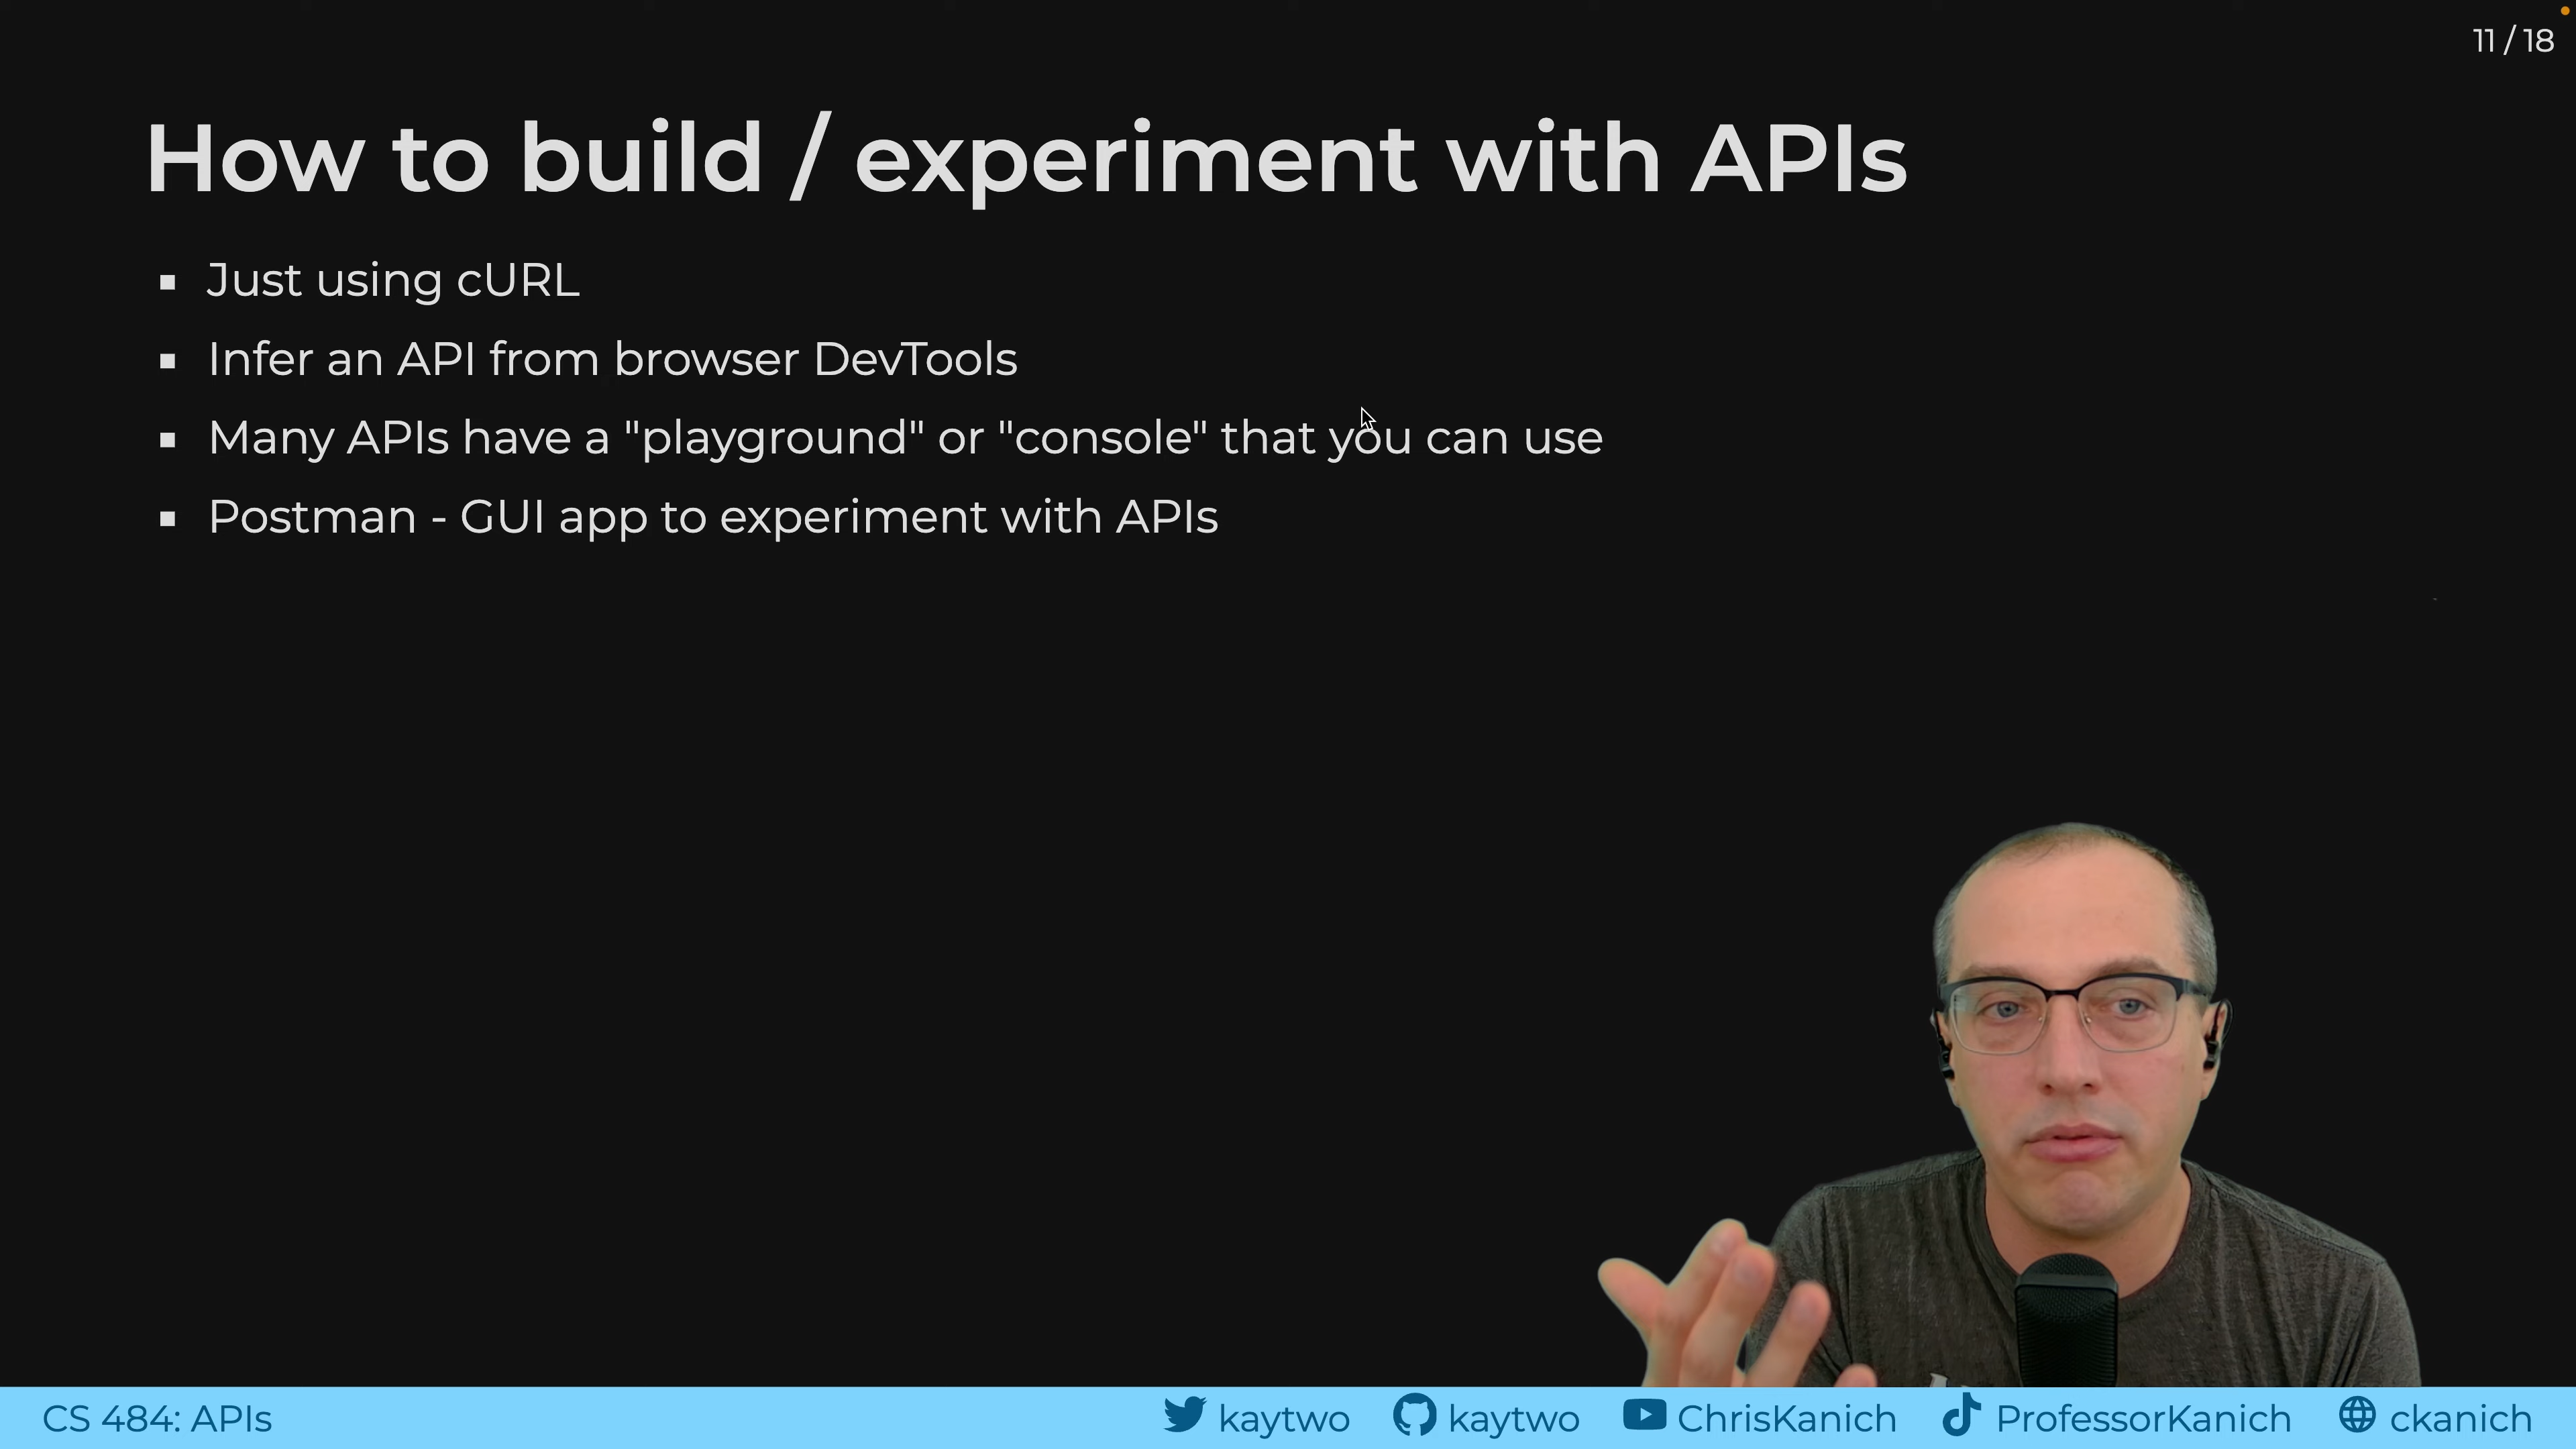 11 / 18
How to build / experiment with APIs
Just using cURL
Infer an API from browser DevTools
Many APIs have a "playground" or "console" that you can use
Postman - GUI app to experiment with APIs
CS 484: APIs kaytwo kaytwo ChrisKanich ProfessorKanich ckanich